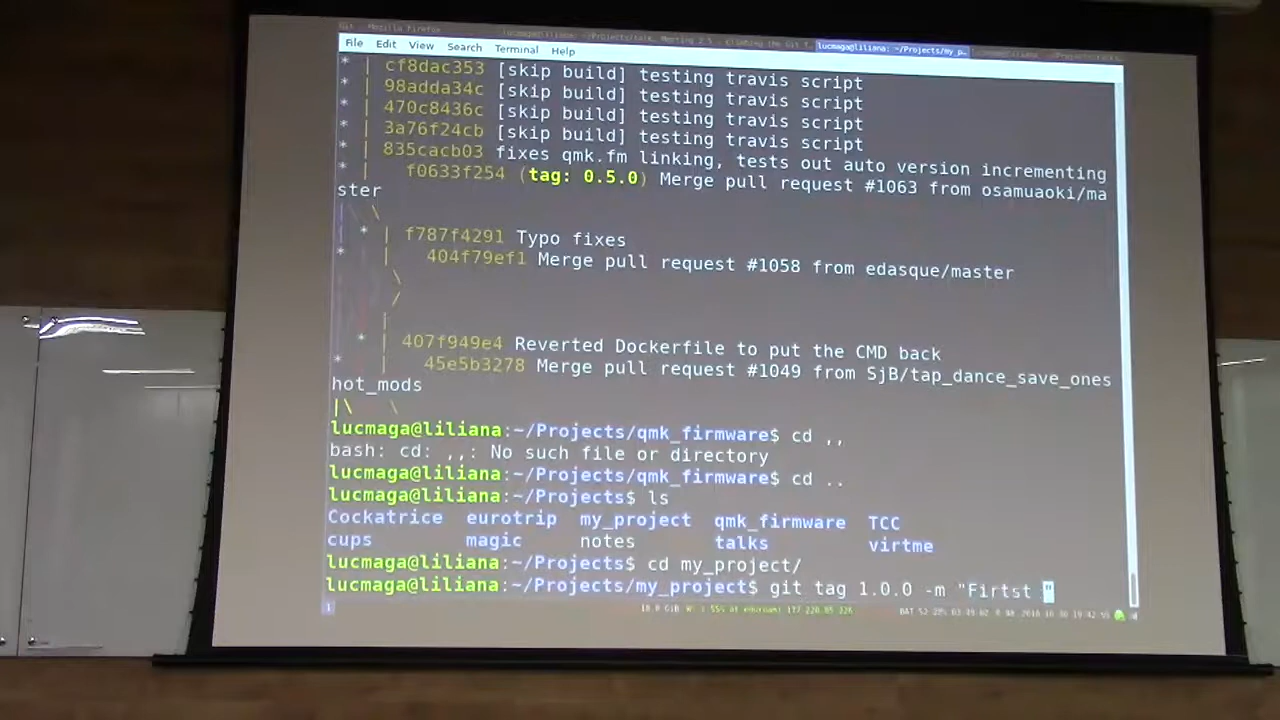 File Edit View Search Terminal Help
lucmaga@liliana: ~/Projects/my_p…
* | cf8dac353 [skip build] testing travis script
* | 98adda34c [skip build] testing travis script
* | 470c8436c [skip build] testing travis script
* | 3a76f24cb [skip build] testing travis script
* | 835cacb03 fixes qmk.fm linking, tests out auto version incrementing
* | f0633f254 (tag: 0.5.0) Merge pull request #1063 from osamuaoki/ma
ster
| \ \
| * | f787f4291 Typo fixes
* | 404f79ef1 Merge pull request #1058 from edasque/master
\
/
|
* | 407f949e4 Reverted Dockerfile to put the CMD back
* | 45e5b3278 Merge pull request #1049 from SjB/tap_dance_save_ones
hot_mods
|\ \
lucmaga@liliana:~/Projects/qmk_firmware$ cd ,,
bash: cd: ,,: No such file or directory
lucmaga@liliana:~/Projects/qmk_firmware$ cd ..
lucmaga@liliana:~/Projects$ ls
Cockatrice eurotrip my_project qmk_firmware TCC
cups magic notes talks virtme
lucmaga@liliana:~/Projects$ cd my_project/
lucmaga@liliana:~/Projects/my_project$ git tag 1.0.0 -m "Firtst "
1